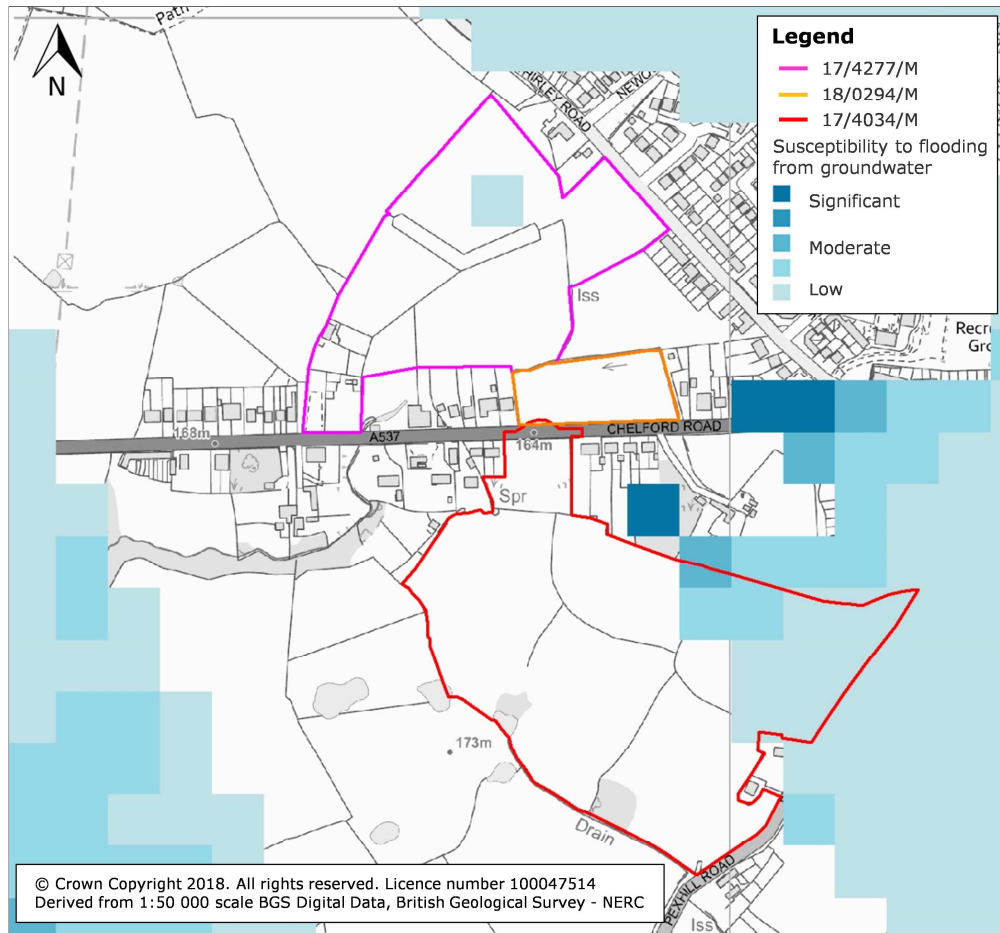 Path
N
HIRLEY ROAD
NEWO
Legend
17/4277/M
18/0294/M
17/4034/M
Susceptibility to flooding
from groundwater
Significant
Moderate
Low
Iss
Recre
Gro
168m
A537
164m
CHELFORD ROAD
Spr
173m
Drain
PEXHILL ROAD
Iss
© Crown Copyright 2018. All rights reserved. Licence number 100047514
Derived from 1:50 000 scale BGS Digital Data, British Geological Survey - NERC